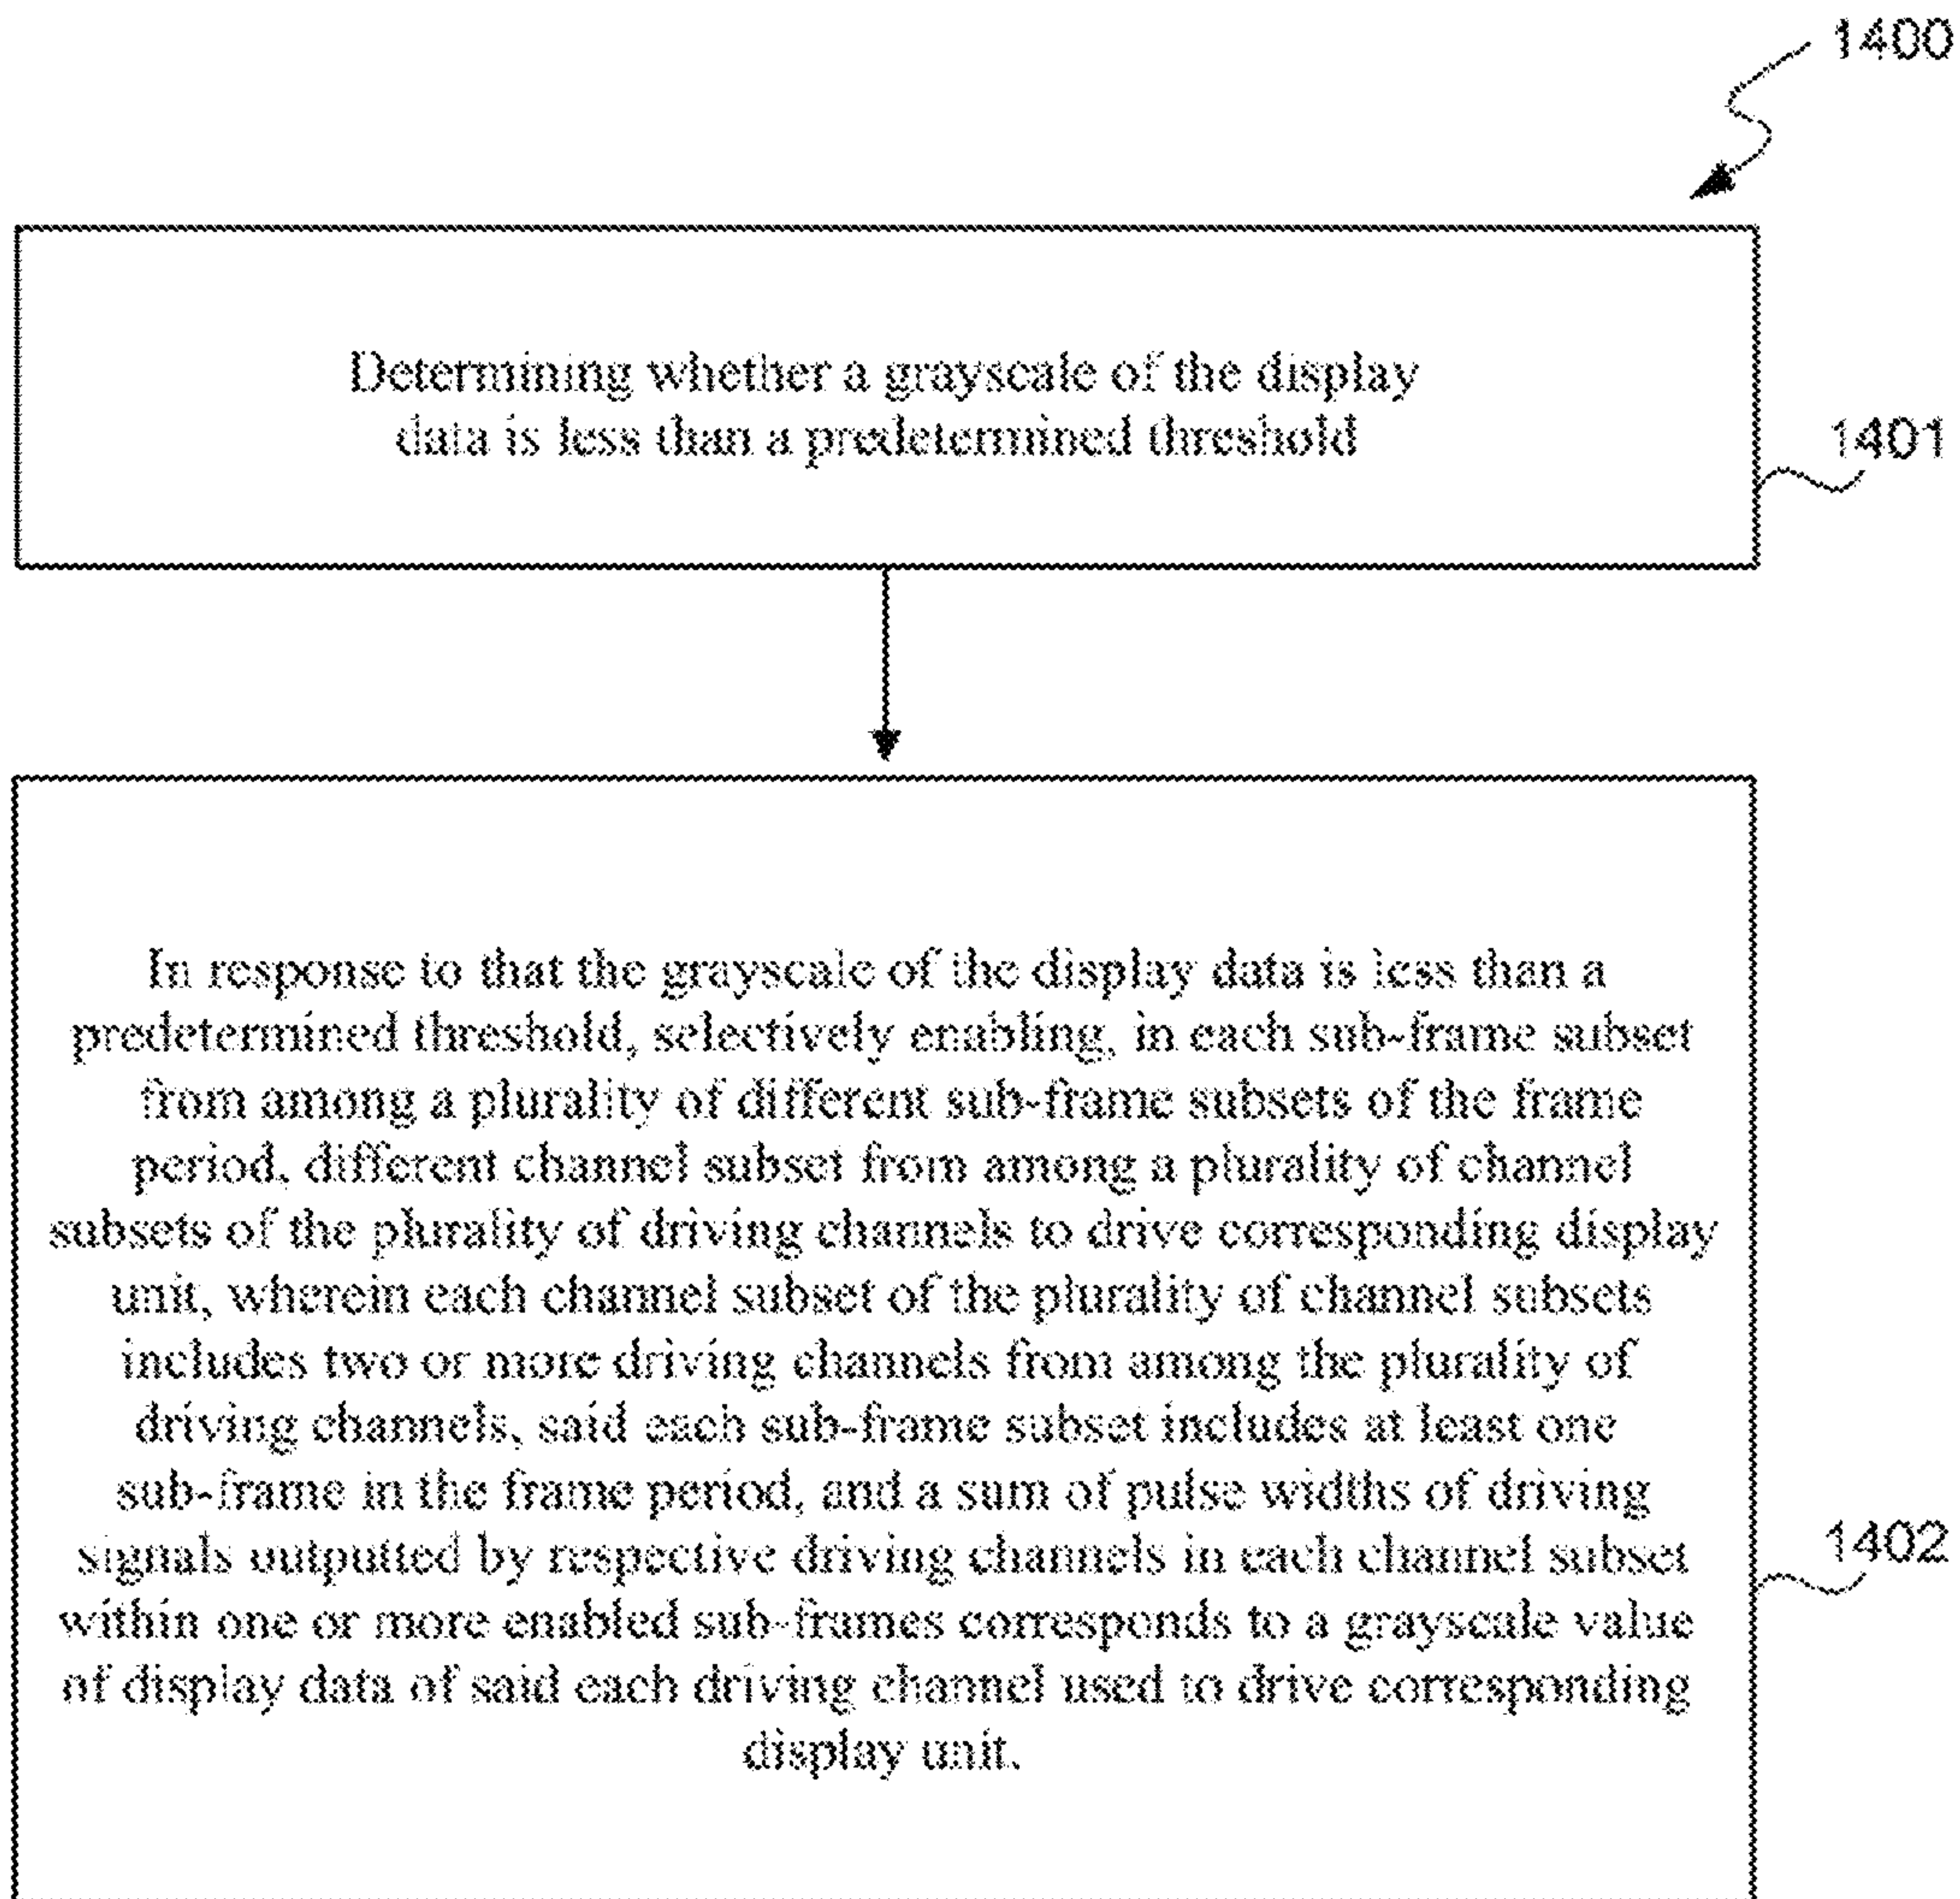 1400
Determining whether a grayscale of the display
data is less than a predetermined threshold
1401
In response to that the grayscale of the display data is less than a
predetermined threshold, selectively enabling, in each sub-frame subset
from among a plurality of different sub-frame subsets of the frame
period, different channel subset from among a plurality of channel
subsets of the plurality of driving channels to drive corresponding display
unit, wherein each channel subset of the plurality of channel subsets
includes two or more driving channels from among the plurality of
driving channels, said each sub-frame subset includes at least one
sub-frame in the frame period, and a sum of pulse widths of driving
signals outputted by respective driving channels in each channel subset
within one or more enabled sub-frames corresponds to a grayscale value
of display data of said each driving channel used to drive corresponding
display unit.
1402